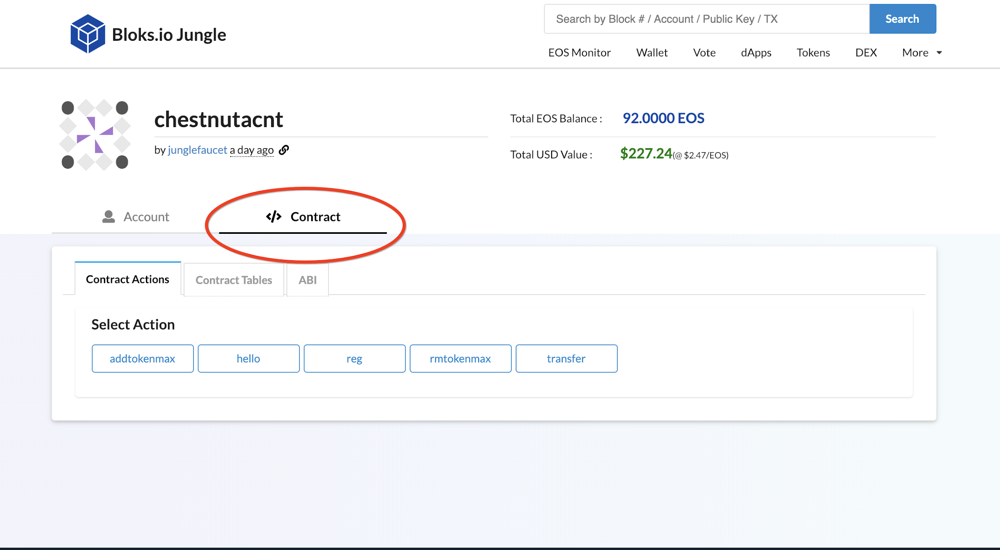 Bloks.io Jungle
Search by Block # / Account / Public Key / TX
Search
EOS Monitor Wallet Vote dApps Tokens DEX More
chestnutacnt
by junglefaucet a day ago
Total EOS Balance : 92.0000 EOS
Total USD Value : $227.24(@ $2.47/EOS)
Account </> Contract
Contract Actions Contract Tables ABI
Select Action
addtokenmax hello reg rmtokenmax transfer